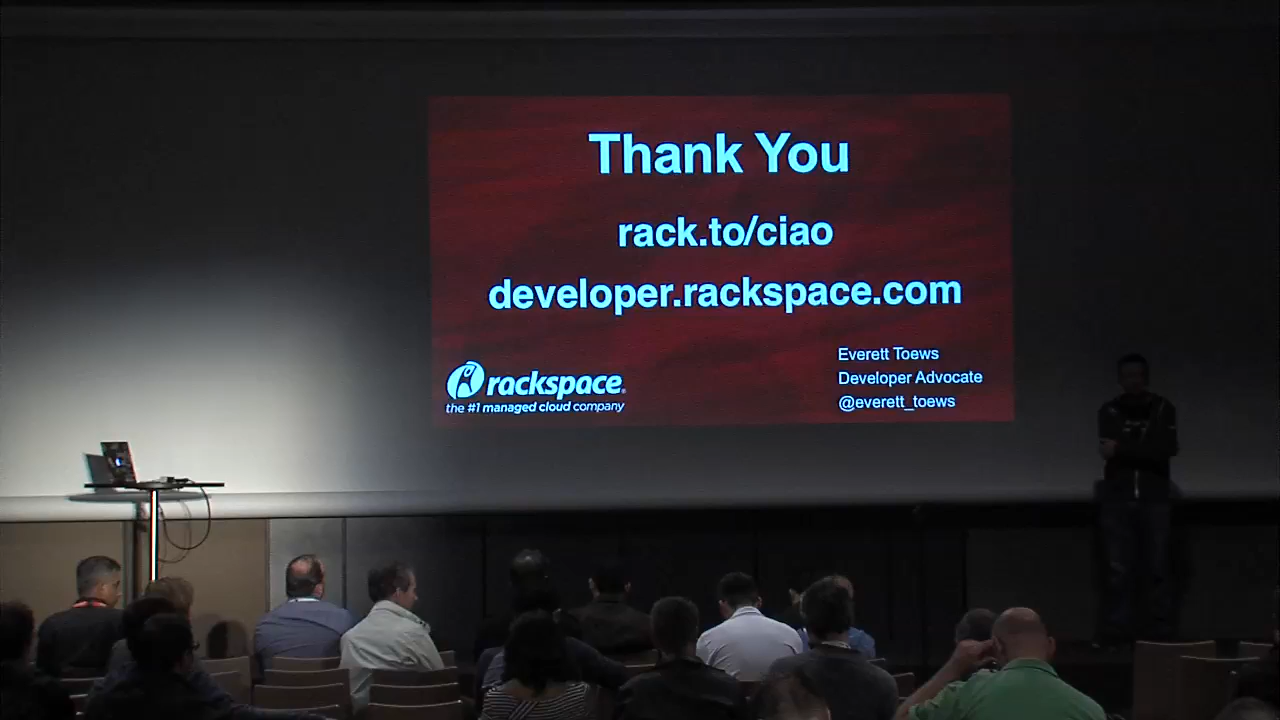 Thank You
rack.to/ciao
developer.rackspace.com
rackspace
the #1 managed cloud company
Everett Toews
Developer Advocate
@everett_toews